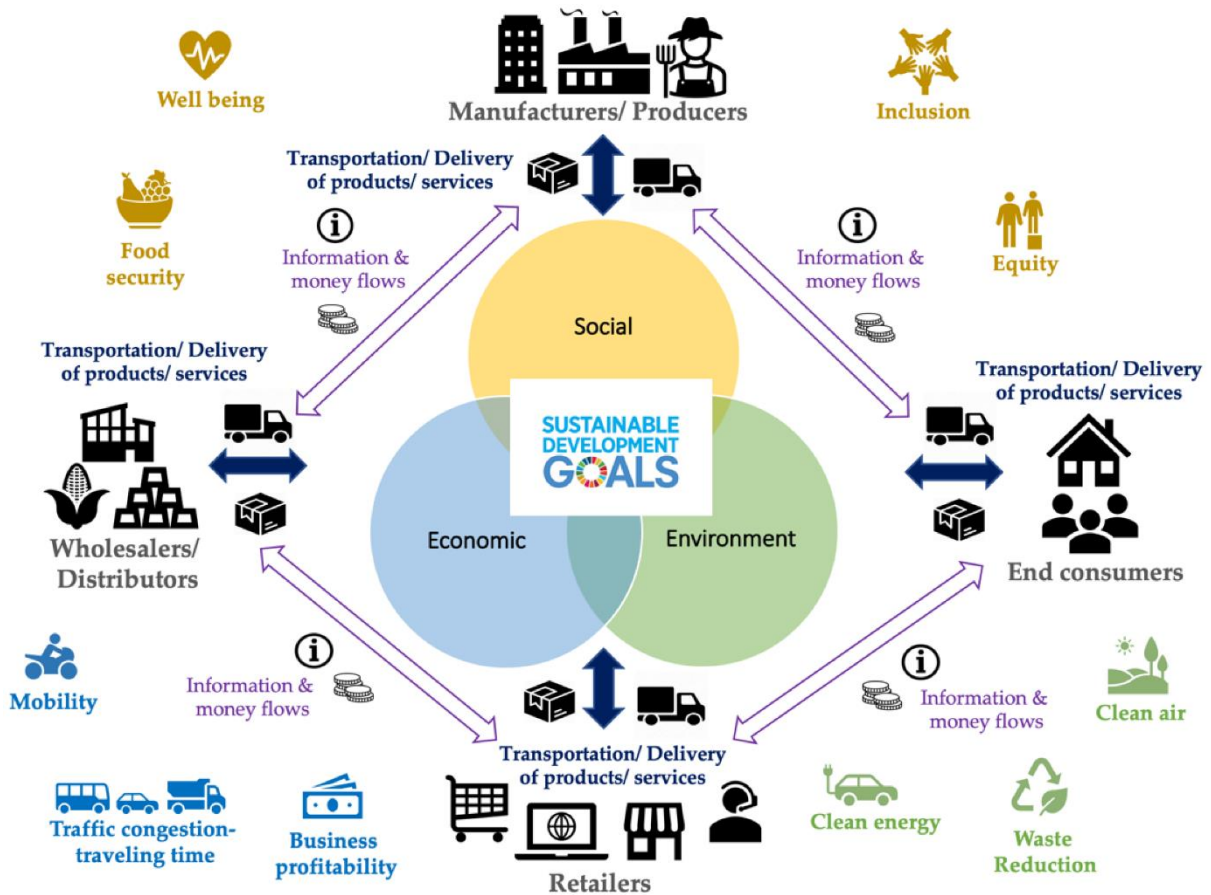 Well being
Manufacturers/ Producers
Inclusion
Transportation/ Delivery
of products/ services
Food
security
i
Information &
money flows
i
Information &
money flows
Equity
Social
Transportation/ Delivery
of products/ services
Transportation/ Delivery
of products/ services
SUSTAINABLE
DEVELOPMENT
GOALS
Wholesalers/
Distributors
Economic
Environment
End consumers
Mobility
i
Information &
money flows
i
Information &
money flows
Clean air
Transportation/ Delivery
of products/ services
Traffic congestion-
traveling time
Business
profitability
Retailers
Clean energy
Waste
Reduction